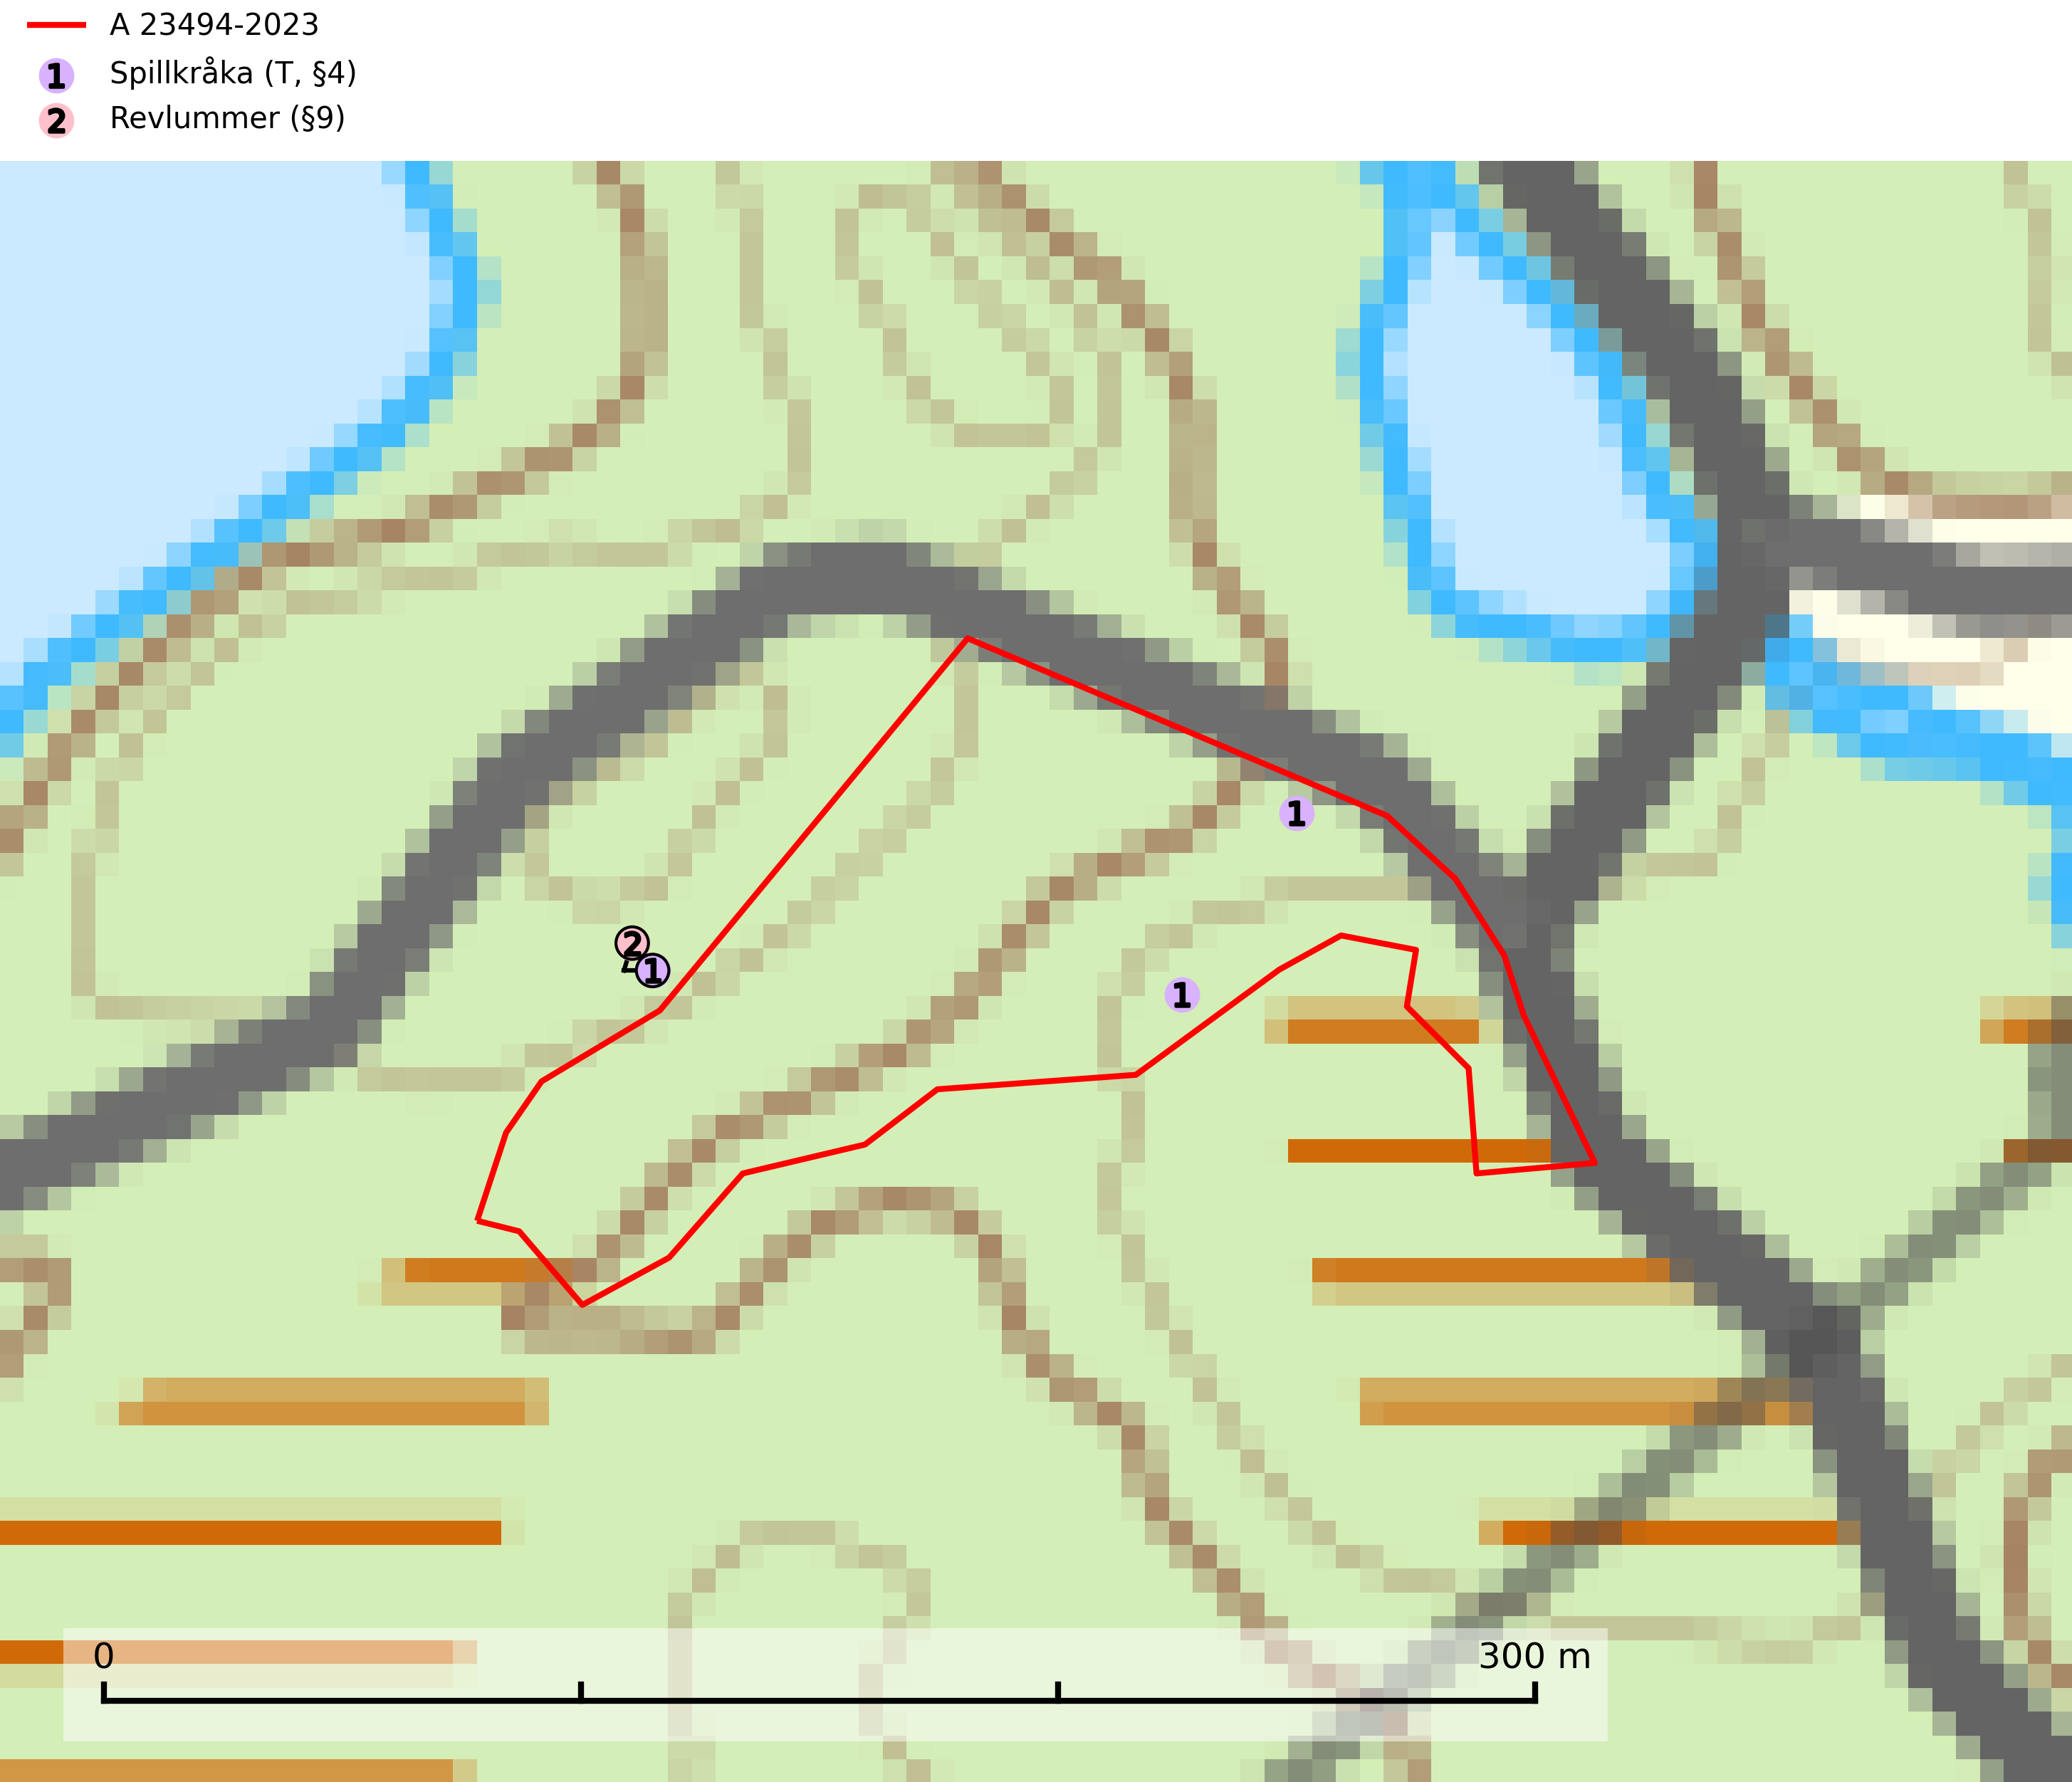 A 23494-2023
1 Spillkråka (T, §4)
2 Revlummer (§9)
1
2
1
1
0 300 m